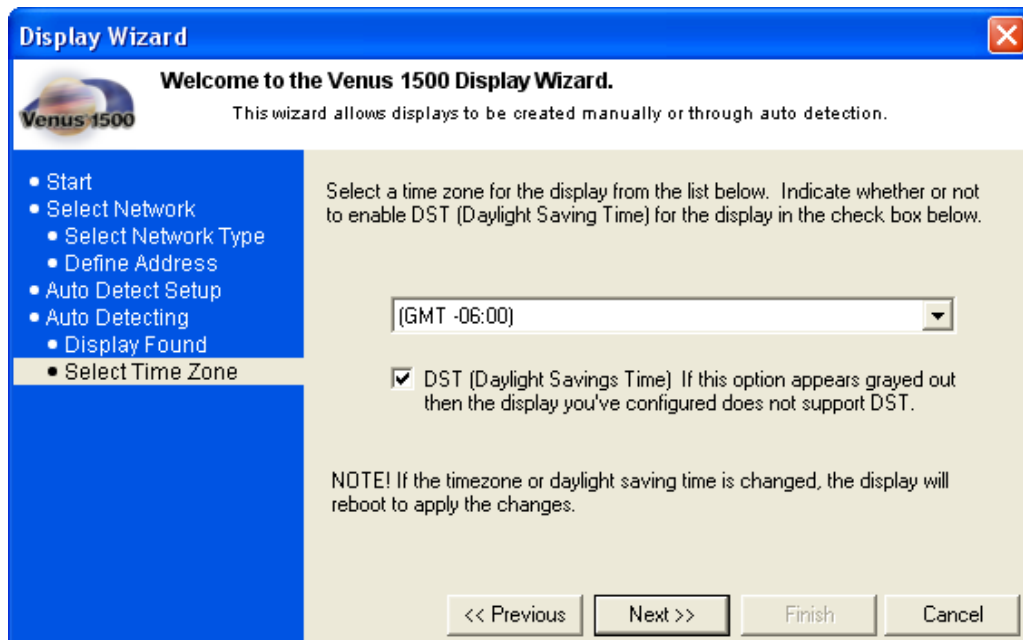 Display Wizard
Venus 1500
Welcome to the Venus 1500 Display Wizard.
This wizard allows displays to be created manually or through auto detection.
Start
Select Network
Select Network Type
Define Address
Auto Detect Setup
Auto Detecting
Display Found
Select Time Zone
Select a time zone for the display from the list below. Indicate whether or not
to enable DST (Daylight Saving Time) for the display in the check box below.
(GMT -06:00)
DST (Daylight Savings Time) If this option appears grayed out
then the display you've configured does not support DST.
NOTE! If the timezone or daylight saving time is changed, the display will
reboot to apply the changes.
<< Previous
Next >>
Finish
Cancel